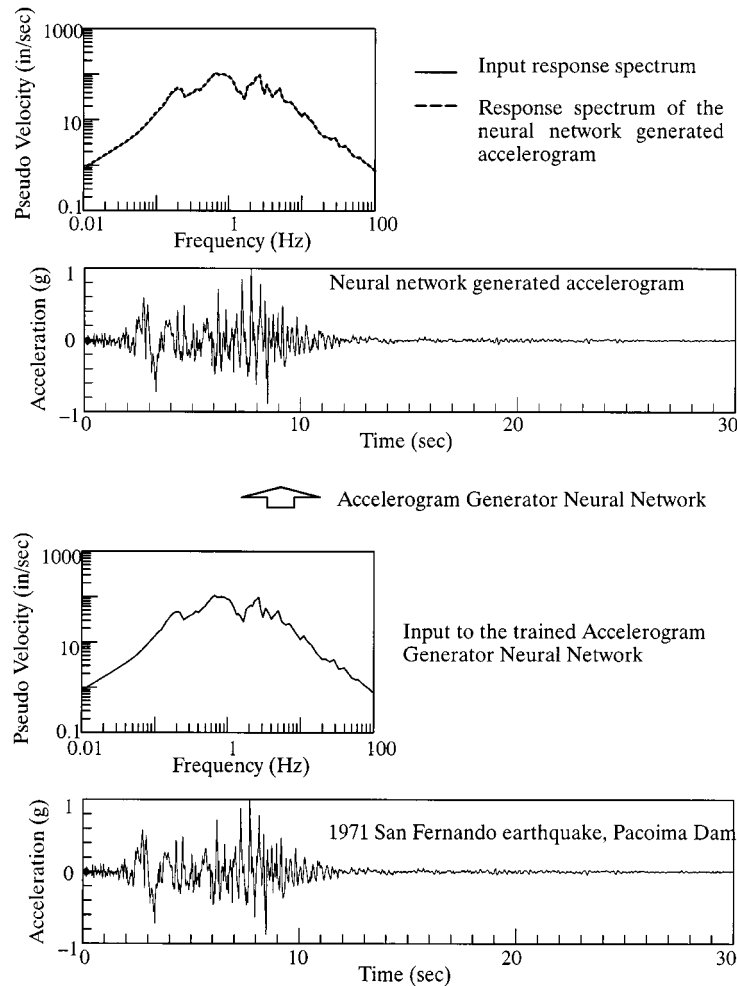 1000
10
0.1
Pseudo Velocity (in/sec)
0.01
1
100
Frequency (Hz)
Input response spectrum
Response spectrum of the
neural network generated
accelerogram
Neural network generated accelerogram
1
0
−1
Acceleration (g)
0
10
20
30
Time (sec)
Accelerogram Generator Neural Network
1000
10
0.1
Pseudo Velocity (in/sec)
0.01
1
100
Frequency (Hz)
Input to the trained Accelerogram
Generator Neural Network
1971 San Fernando earthquake, Pacoima Dam
1
0
-1
Acceleration (g)
0
10
20
30
Time (sec)